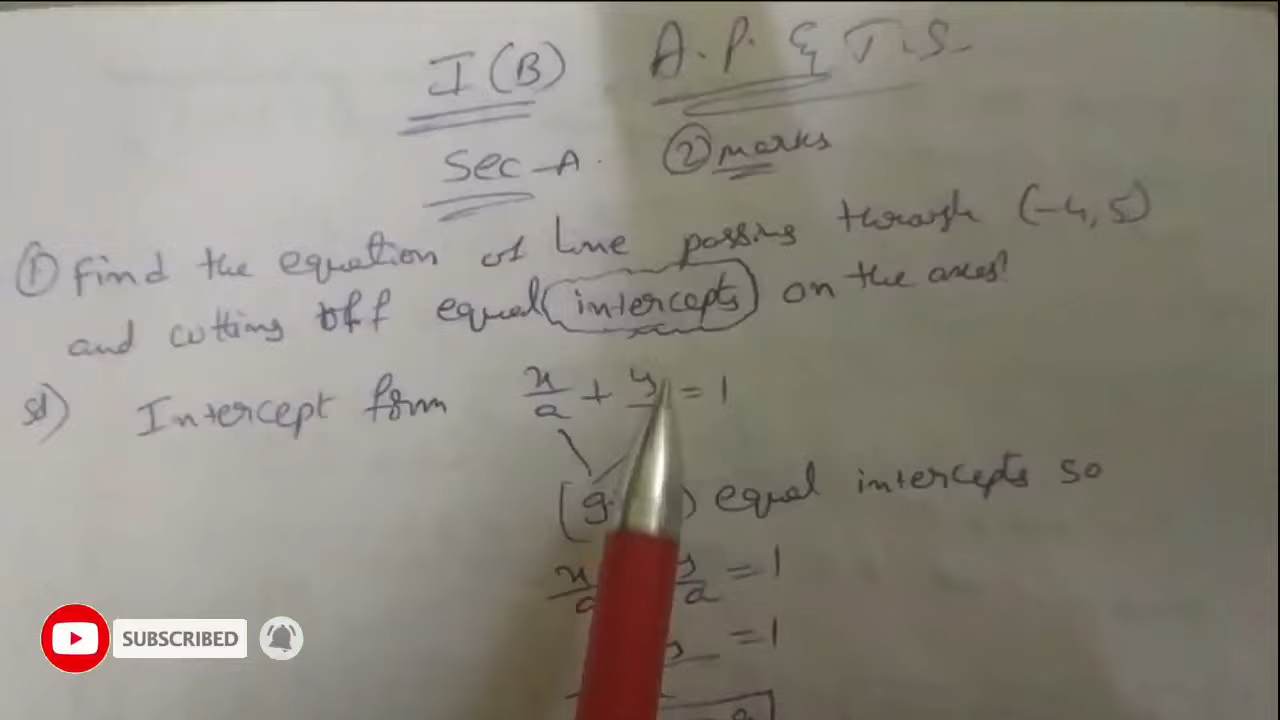 I (B) A.P. & T.S.
Sec-A. (2) marks
(1) Find the equation of line passing through (-4,5)
and cutting off equal (intercepts) on the axes?
Sol) Intercept form x/a + y = 1
equal intercepts so
x/a y/a = 1
= 1
SUBSCRIBED